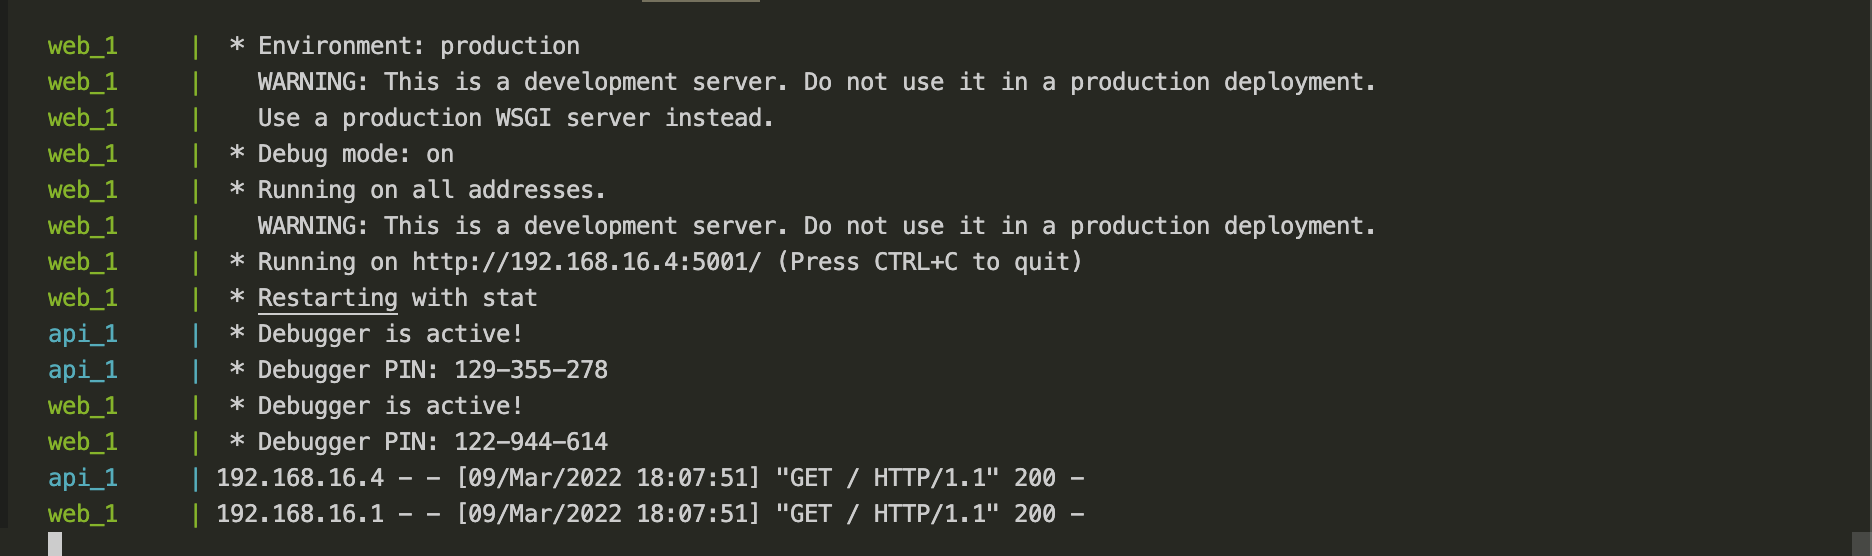 web_1 | * Environment: production
web_1 | WARNING: This is a development server. Do not use it in a production deployment.
web_1 | Use a production WSGI server instead.
web_1 | * Debug mode: on
web_1 | * Running on all addresses.
web_1 | WARNING: This is a development server. Do not use it in a production deployment.
web_1 | * Running on http://192.168.16.4:5001/ (Press CTRL+C to quit)
web_1 | * Restarting with stat
api_1 | * Debugger is active!
api_1 | * Debugger PIN: 129-355-278
web_1 | * Debugger is active!
web_1 | * Debugger PIN: 122-944-614
api_1 | 192.168.16.4 - - [09/Mar/2022 18:07:51] "GET / HTTP/1.1" 200 -
web_1 | 192.168.16.1 - - [09/Mar/2022 18:07:51] "GET / HTTP/1.1" 200 -